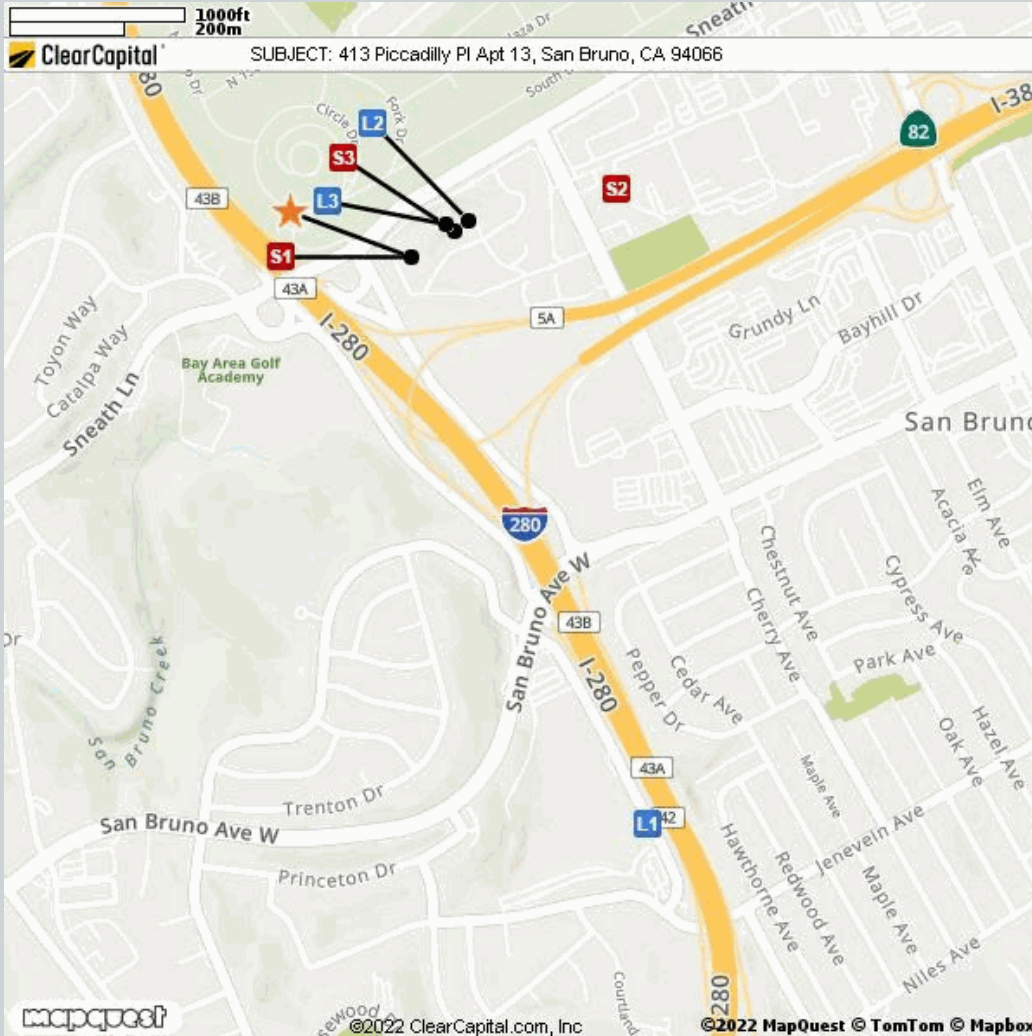 1000ft
200m
ClearCapital
SUBJECT: 413 Piccadilly Pl Apt 13, San Bruno, CA 94066
Sneath
South
Circle Dr
Fork Dr
L2
S3
L3
S1
S2
43B
43A
82
I-38
80
5A
I-280
Toyon Way
Catalpa Way
Sneath Ln
Bay Area Golf
Academy
Grundy Ln
Bayhill Dr
San Bruno
Elm Ave
Acacia Ave
280
San Bruno Ave W
43B
I-280
Chestnut Ave
Cherry Ave
Cypress Ave
Park Ave
Pepper Dr
Cedar Ave
Dr
San
Bruno Creek
Hazel Ave
Oak Ave
43A
Maple Ave
L1
42
Trenton Dr
San Bruno Ave W
Princeton Dr
Jenevein Ave
Hawthorne Ave
Redwood Ave
Maple Ave
Niles Ave
Courtland
280
mapquest
©2022 ClearCapital.com, Inc
©2022 MapQuest © TomTom © Mapbox